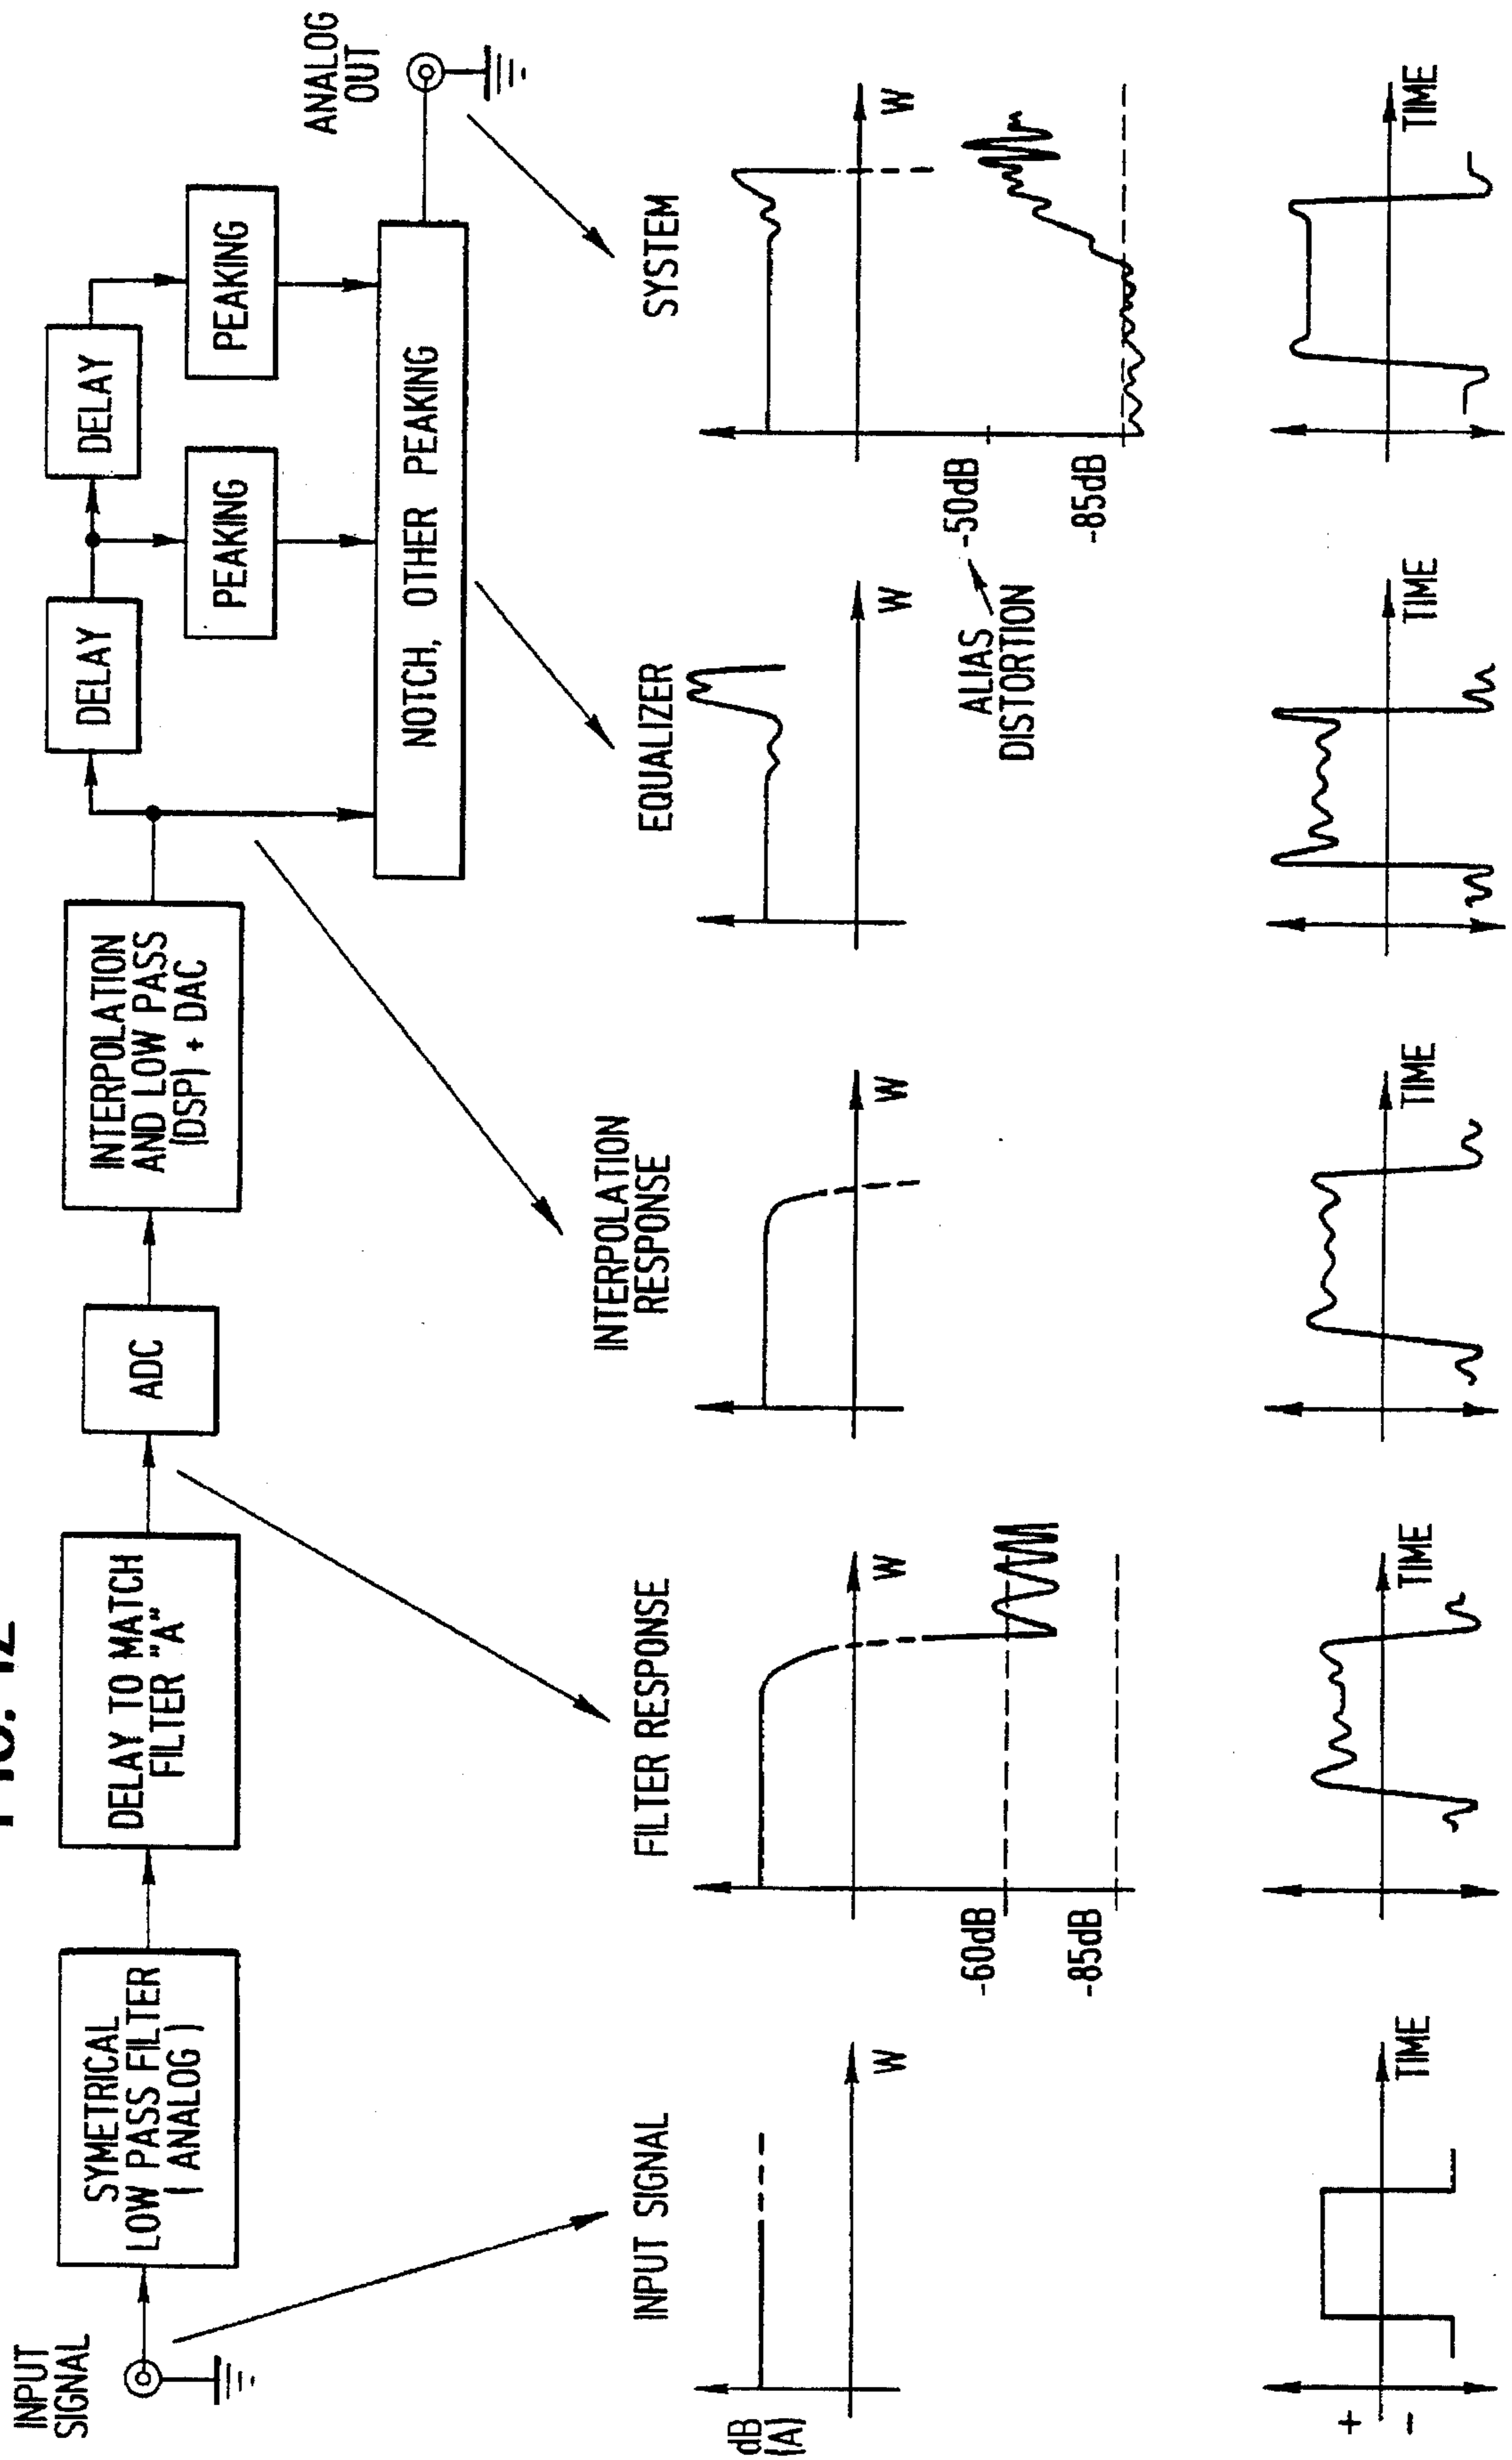 FIG. 12
INPUT
SIGNAL
SYMETRICAL
LOW PASS FILTER
( ANALOG )
DELAY TO MATCH
FILTER "A"
ADC
INTERPOLATION
AND LOW PASS
(DSP) + DAC
DELAY
DELAY
PEAKING
PEAKING
NOTCH, OTHER PEAKING
ANALOG
OUT
INPUT SIGNAL
FILTER RESPONSE
INTERPOLATION
RESPONSE
EQUALIZER
SYSTEM
dB
(A)
W
W
-60dB
-85dB
W
W
W
-50dB
-85dB
ALIAS
DISTORTION
+
-
TIME
TIME
TIME
TIME
TIME